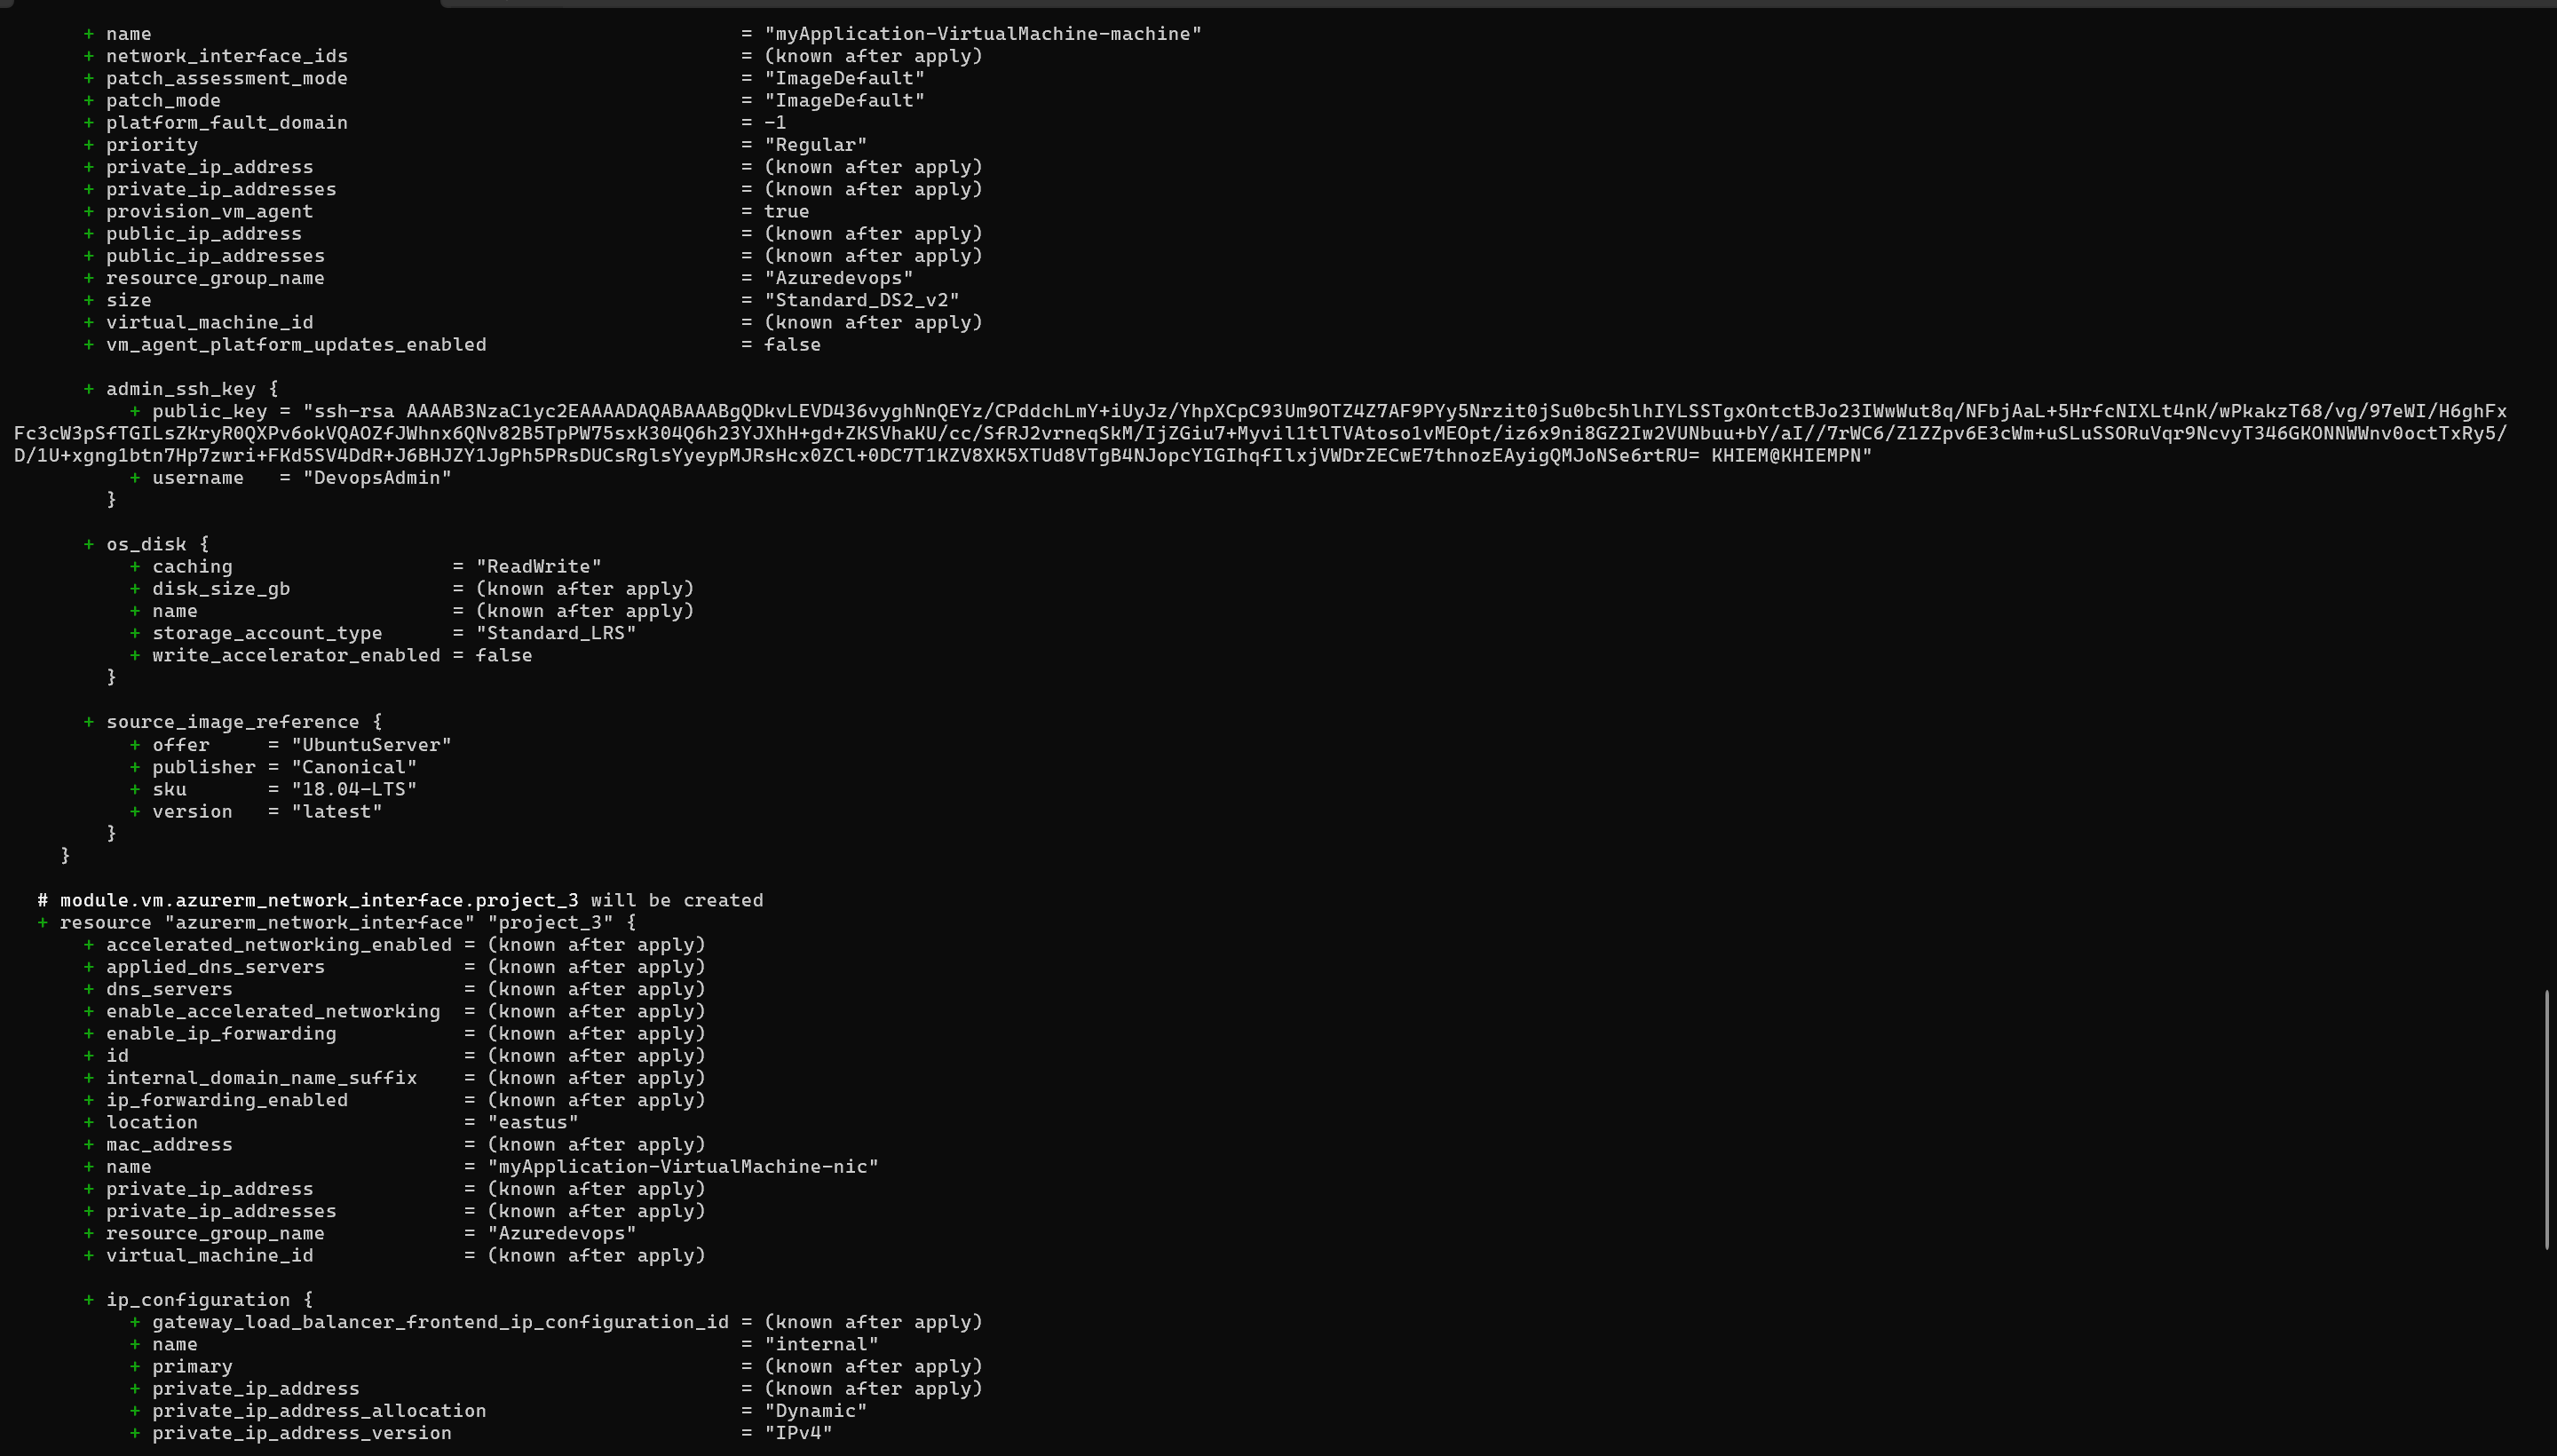 + name = "myApplication-VirtualMachine-machine"
+ network_interface_ids = (known after apply)
+ patch_assessment_mode = "ImageDefault"
+ patch_mode = "ImageDefault"
+ platform_fault_domain = -1
+ priority = "Regular"
+ private_ip_address = (known after apply)
+ private_ip_addresses = (known after apply)
+ provision_vm_agent = true
+ public_ip_address = (known after apply)
+ public_ip_addresses = (known after apply)
+ resource_group_name = "Azuredevops"
+ size = "Standard_DS2_v2"
+ virtual_machine_id = (known after apply)
+ vm_agent_platform_updates_enabled = false
+ admin_ssh_key {
+ public_key = "ssh-rsa AAAAB3NzaC1yc2EAAAADAQABAAABgQDkvLEVD436vyghNnQEYz/CPddchLmY+iUyJz/YhpXCpC93Um9OTZ4Z7AF9PYy5Nrzit0jSu0bc5hlhIYLSSTgxOntctBJo23IWwWut8q/NFbjAaL+5HrfcNIXLt4nK/wPkakzT68/vg/97eWI/H6ghFx
Fc3cW3pSfTGILsZKryR0QXPv6okVQAOZfJWhnx6QNv82B5TpPW75sxK304Q6h23YJXhH+gd+ZKSVhaKU/cc/SfRJ2vrneqSkM/IjZGiu7+Myvil1tlTVAtoso1vMEOpt/iz6x9ni8GZ2Iw2VUNbuu+bY/aI//7rWC6/Z1ZZpv6E3cWm+uSLuSSORuVqr9NcvyT346GKONNWWnv0octTxRy5/
D/1U+xgng1btn7Hp7zwri+FKd5SV4DdR+J6BHJZY1JgPh5PRsDUCsRglsYyeypMJRsHcx0ZCl+0DC7T1KZV8XK5XTUd8VTgB4NJopcYIGIhqfIlxjVWDrZECwE7thnozEAyigQMJoNSe6rtRU= KHIEM@KHIEMPN"
+ username = "DevopsAdmin"
}
+ os_disk {
+ caching = "ReadWrite"
+ disk_size_gb = (known after apply)
+ name = (known after apply)
+ storage_account_type = "Standard_LRS"
+ write_accelerator_enabled = false
}
+ source_image_reference {
+ offer = "UbuntuServer"
+ publisher = "Canonical"
+ sku = "18.04-LTS"
+ version = "latest"
}
}
# module.vm.azurerm_network_interface.project_3 will be created
+ resource "azurerm_network_interface" "project_3" {
+ accelerated_networking_enabled = (known after apply)
+ applied_dns_servers = (known after apply)
+ dns_servers = (known after apply)
+ enable_accelerated_networking = (known after apply)
+ enable_ip_forwarding = (known after apply)
+ id = (known after apply)
+ internal_domain_name_suffix = (known after apply)
+ ip_forwarding_enabled = (known after apply)
+ location = "eastus"
+ mac_address = (known after apply)
+ name = "myApplication-VirtualMachine-nic"
+ private_ip_address = (known after apply)
+ private_ip_addresses = (known after apply)
+ resource_group_name = "Azuredevops"
+ virtual_machine_id = (known after apply)
+ ip_configuration {
+ gateway_load_balancer_frontend_ip_configuration_id = (known after apply)
+ name = "internal"
+ primary = (known after apply)
+ private_ip_address = (known after apply)
+ private_ip_address_allocation = "Dynamic"
+ private_ip_address_version = "IPv4"